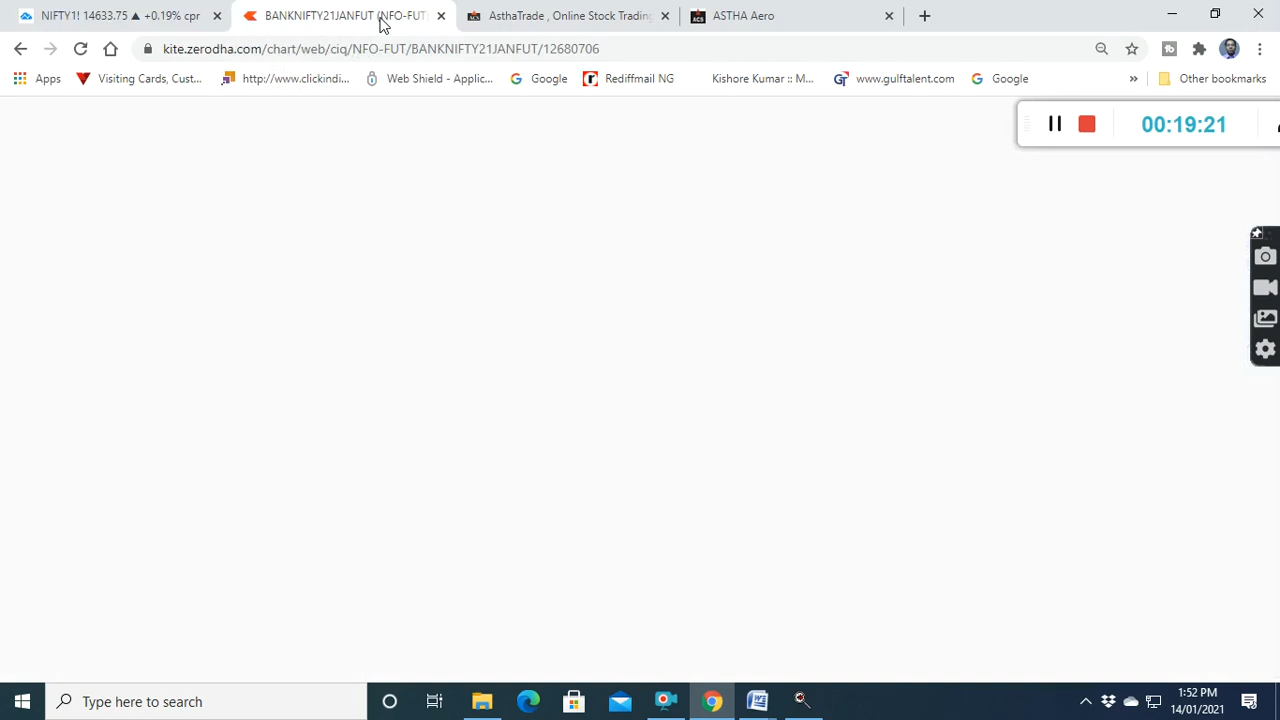 NIFTY1! 14633.75 ▲ +0.19% cpr
BANKNIFTY21JANFUT (NFO-FUT)
AsthaTrade , Online Stock Trading
ASTHA Aero
kite.zerodha.com/chart/web/ciq/NFO-FUT/BANKNIFTY21JANFUT/12680706
Apps
Visiting Cards, Cust...
http://www.clickindi...
Web Shield - Applic...
Google
Rediffmail NG
Kishore Kumar :: M...
www.gulftalent.com
Google
»
Other bookmarks
00:19:21
Type here to search
1:52 PM
14/01/2021